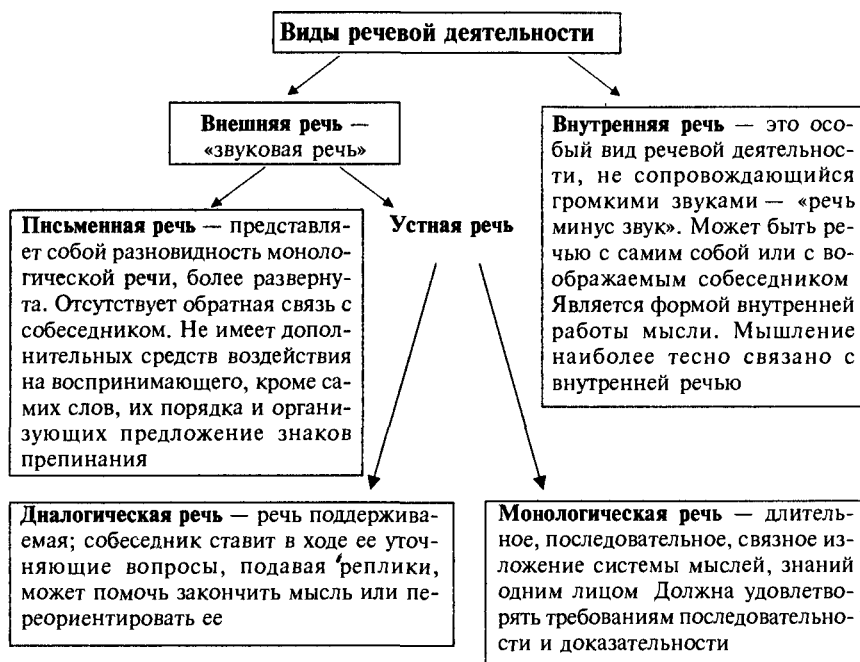 Виды речевой деятельности
Внешняя речь —
«звуковая речь»
Внутренняя речь — это осо-
бый вид речевой деятельнос-
ти, не сопровождающийся
громкими звуками — «речь
минус звук». Может быть ре-
чью с самим собой или с во-
ображаемым собеседником
Является формой внутренней
работы мысли. Мышление
наиболее тесно связано с
внутренней речью
Письменная речь — представля-
ет собой разновидность моноло-
гической речи, более разверну-
та. Отсутствует обратная связь с
собеседником. Не имеет допол-
нительных средств воздействия
на воспринимающего, кроме са-
мих слов, их порядка и органи-
зующих предложение знаков
препинания
Устная речь
Диалогическая речь — речь поддержива-
емая; собеседник ставит в ходе ее уточ-
няющие вопросы, подавая реплики,
может помочь закончить мысль или пе-
реориентировать ее
Монологическая речь — длитель-
ное, последовательное, связное из-
ложение системы мыслей, знаний
одним лицом Должна удовлетво-
рять требованиям последовательно-
сти и доказательности